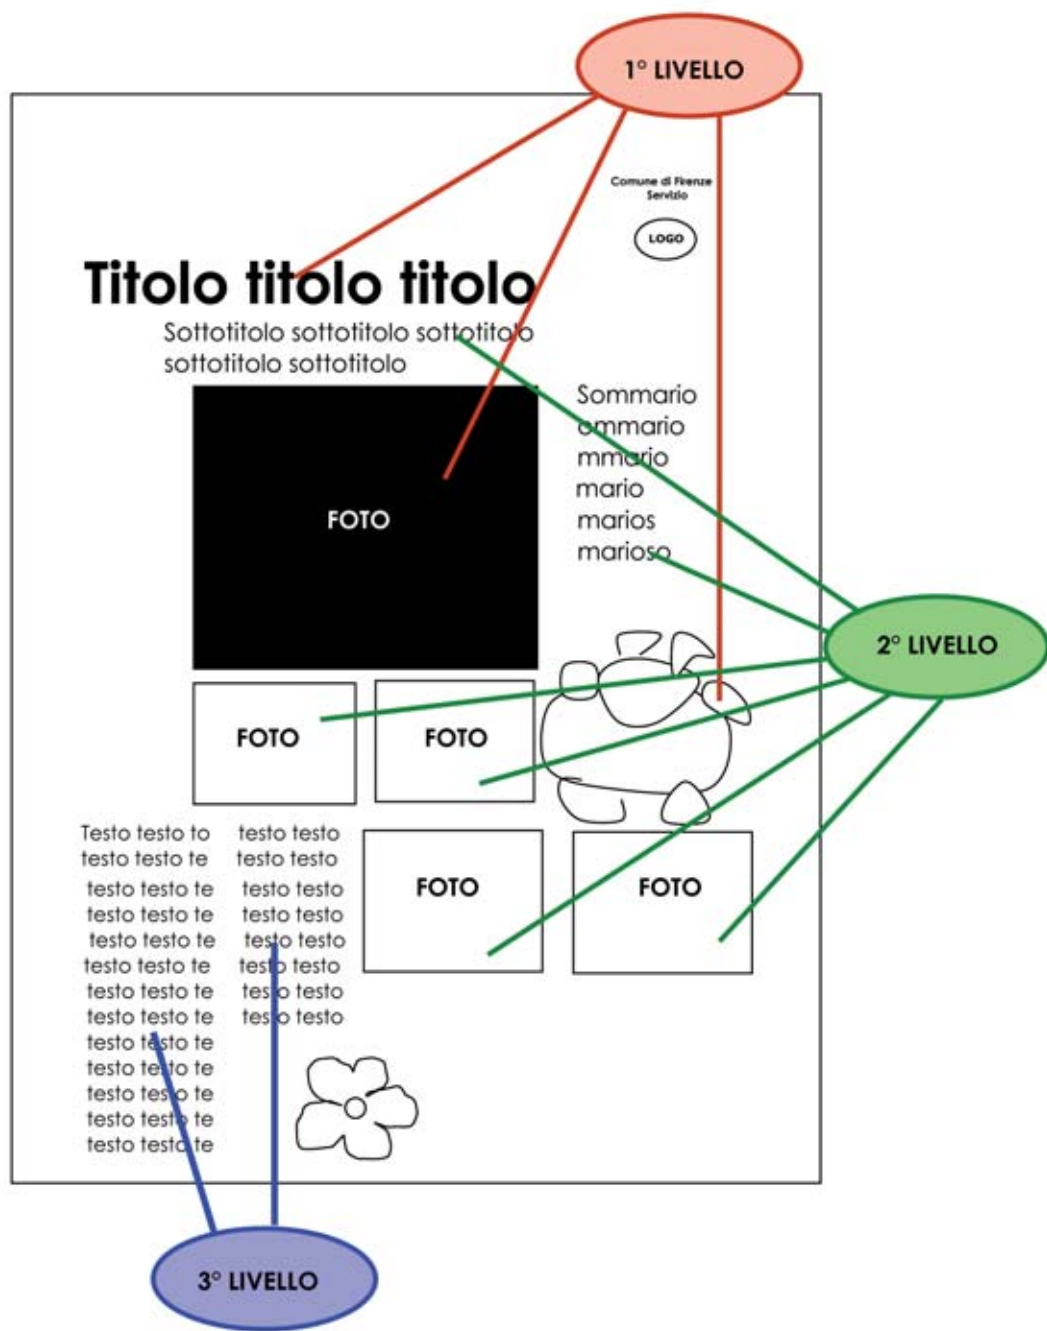 1° LIVELLO
Comune di Firenze
Servizio
LOGO
Titolo titolo titolo
Sottotitolo sottotitolo sottotitolo
sottotitolo sottotitolo
Sommario
ommario
mmario
mario
marios
marioso
FOTO
2° LIVELLO
FOTO
FOTO
FOTO
FOTO
Testo testo to
testo testo te
testo testo te
testo testo te
testo testo te
testo testo te
testo testo te
testo testo te
testo testo te
testo testo te
testo testo te
testo testo te
testo testo te
testo testo
testo testo
testo testo
testo testo
testo testo
testo testo
testo testo
testo testo
3° LIVELLO